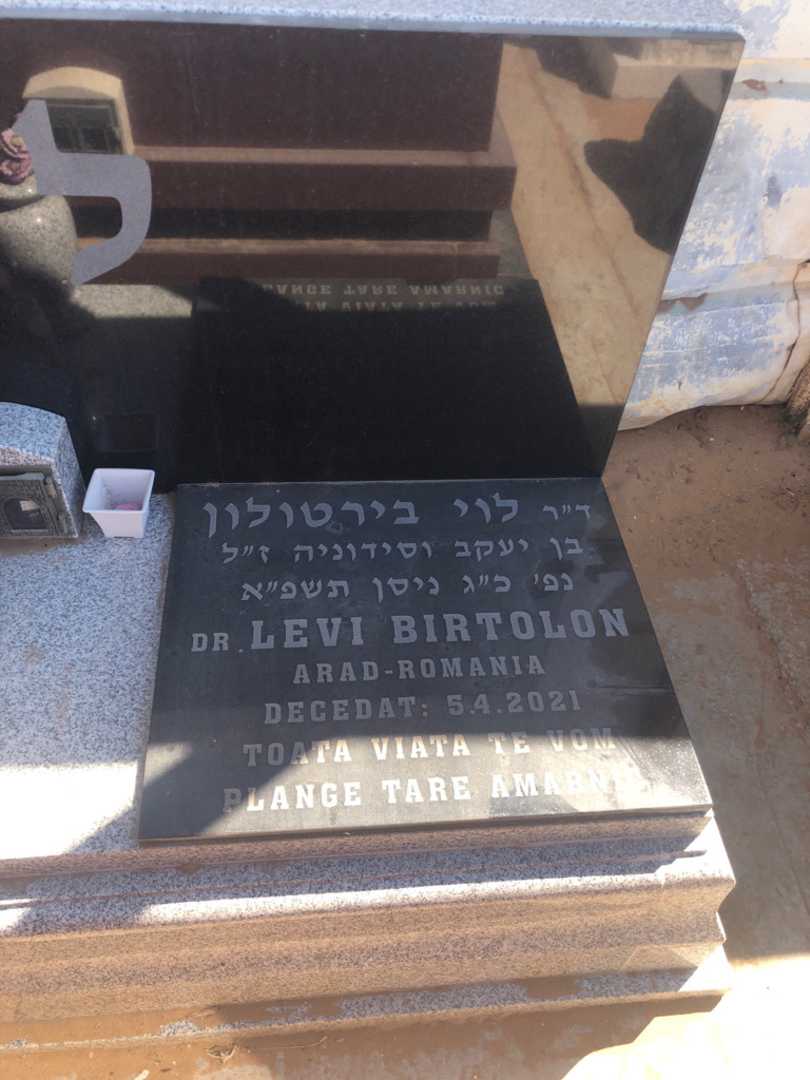 ל
ד"ר לוי בירטולון
בן יעקב וסידוניה ז"ל
נפ' כ"ג ניסן תשפ"א
DR. LEVI BIRTOLON
ARAD-ROMANIA
DECEDAT: 5.4.2021
TOATA VIATA TE VOM
PLANGE TARE AMARNIC